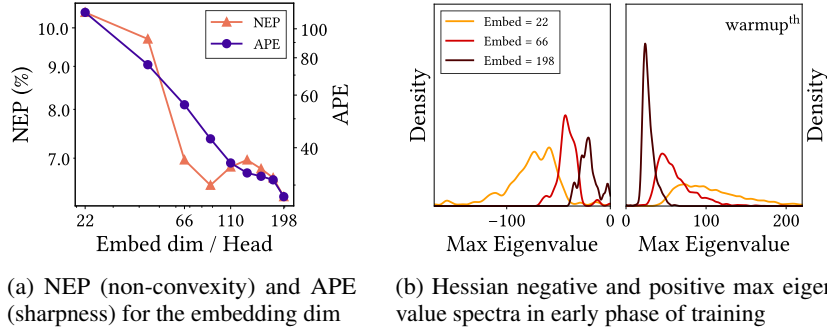 NEP
APE
10.0
9.0
8.0
7.0
NEP (%)
100
80
60
40
APE
22
66
110
198
Embed dim / Head
Embed = 22
Embed = 66
Embed = 198
Density
−100
0
Max Eigenvalue
warmupth
Density
0
100
200
Max Eigenvalue
(a) NEP (non-convexity) and APE
(sharpness) for the embedding dim
(b) Hessian negative and positive max eigen
value spectra in early phase of training